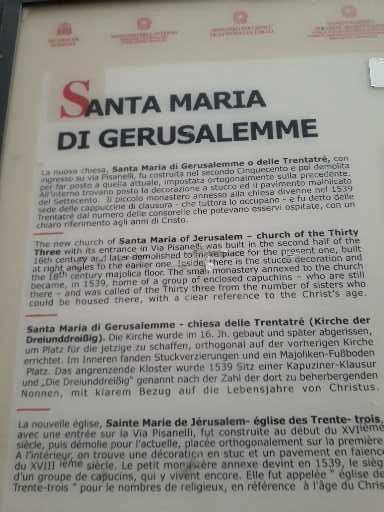 SANTA MARIA
DI GERUSALEMME
La nuova chiesa, Santa Maria di Gerusalemme o delle Trentatrè, con
ingresso su via Pisanelli, fu costruita nel secondo Cinquecento e poi demolita
per far posto a quella attuale, impostata ortogonalmente sulla precedente.
All'interno trovano posto la decorazione a stucco ed il pavimento maiolicato
del Settecento. Il piccolo monastero annesso alla chiesa divenne nel 1539
sede delle cappuccine di clausura - che tuttora lo occupano - e fu detto delle
Trentatrè dal numero delle consorelle che potevano esservi ospitate, con un
chiaro riferimento agli anni di Cristo.
The new church of Santa Maria of Jerusalem – church of the Thirty
Three with its entrance in Via Pisanelli was built in the second half of the
16th century and later demolished to make place for the present one, built
at right angles to the earlier one. Inside, there is the stucco decoration and
the 18th century majolica floor. The small monastery annexed to the church
became, in 1539, home of a group of enclosed capuchins – who are still
there – and was called of the Thirty three from the number of sisters who
could be housed there, with a clear reference to the Christ's age.
Santa Maria di Gerusalemme - chiesa delle Trentatré (Kirche der
Dreiunddreißig). Die Kirche wurde im 16. Jh. gebaut und später abgerissen,
um Platz für die jetzige zu schaffen, orthogonal auf der vorherigen Kirche
errichtet. Im Inneren fanden Stuckverzierungen und ein Majoliken-Fußboden
Platz. Das angrenzende Kloster wurde 1539 Sitz einer Kapuziner-Klausur
und „Die Dreiunddreißig" genannt nach der Zahl der dort zu beherbergenden
Nonnen, mit klarem Bezug auf die Lebensjahre von Christus.
La nouvelle église, Sainte Marie de Jérusalem- église des Trente- trois,
avec une entrée sur la Via Pisanelli, fut construite au début du XVIIème
siècle, puis démolie pour l'actuelle, placée orthogonalement sur la première
A l'intérieur, on trouve une décoration en stuc et un pavement en faïence
du XVIII ième siècle. Le petit monastère annexe devint en 1539, le sièg
d'un groupe de capucins, qui y vivent encore. Elle fut appelée " église de
Trente-trois " pour le nombres de religieux, en référence à l'âge du Chris